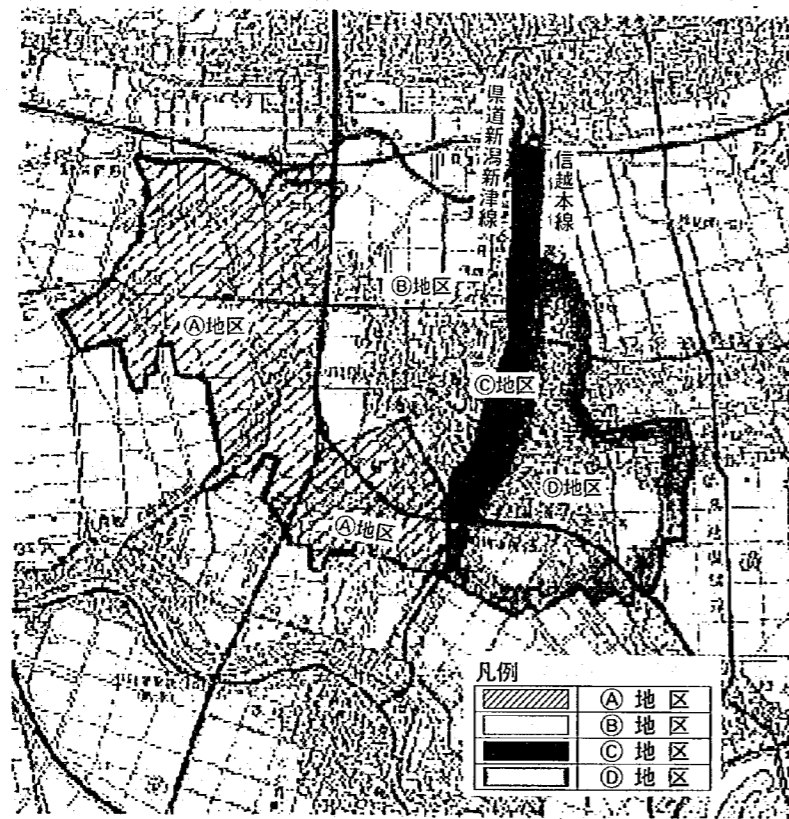 県道新潟新津線
信越本線
Ⓑ地区
Ⓐ地区
Ⓒ地区
Ⓓ地区
Ⓐ地区
凡例
Ⓐ 地 区
Ⓑ 地 区
Ⓒ 地 区
Ⓓ 地 区